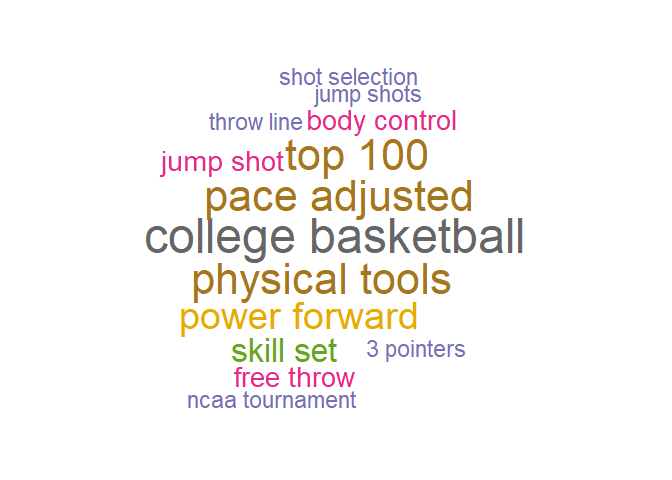 shot selection
jump shots
throw line body control
jump shot top 100
pace adjusted
college basketball
physical tools
power forward
skill set 3 pointers
free throw
ncaa tournament